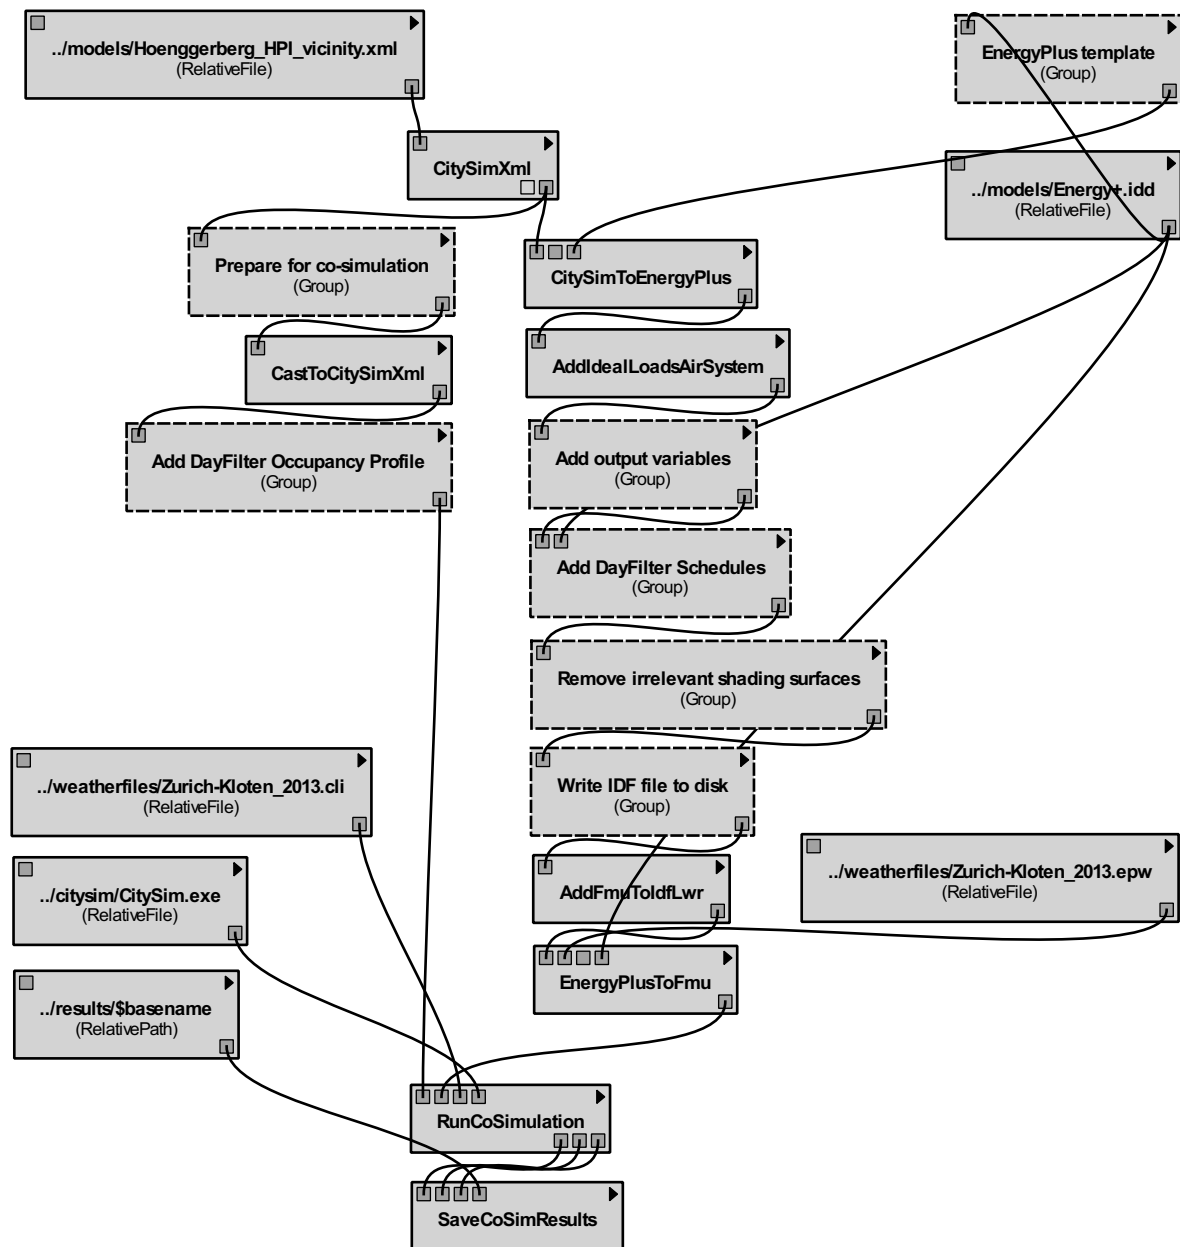 ../models/Hoenggerberg_HPI_vicinity.xml
(RelativeFile)
EnergyPlus template
(Group)
CitySimXml
../models/Energy+.idd
(RelativeFile)
Prepare for co-simulation
(Group)
CitySimToEnergyPlus
CastToCitySimXml
AddIdealLoadsAirSystem
Add DayFilter Occupancy Profile
(Group)
Add output variables
(Group)
Add DayFilter Schedules
(Group)
Remove irrelevant shading surfaces
(Group)
../weatherfiles/Zurich-Kloten_2013.cli
(RelativeFile)
Write IDF file to disk
(Group)
../citysim/CitySim.exe
(RelativeFile)
AddFmuToIdfLwr
../weatherfiles/Zurich-Kloten_2013.epw
(RelativeFile)
../results/$basename
(RelativePath)
EnergyPlusToFmu
RunCoSimulation
SaveCoSimResults